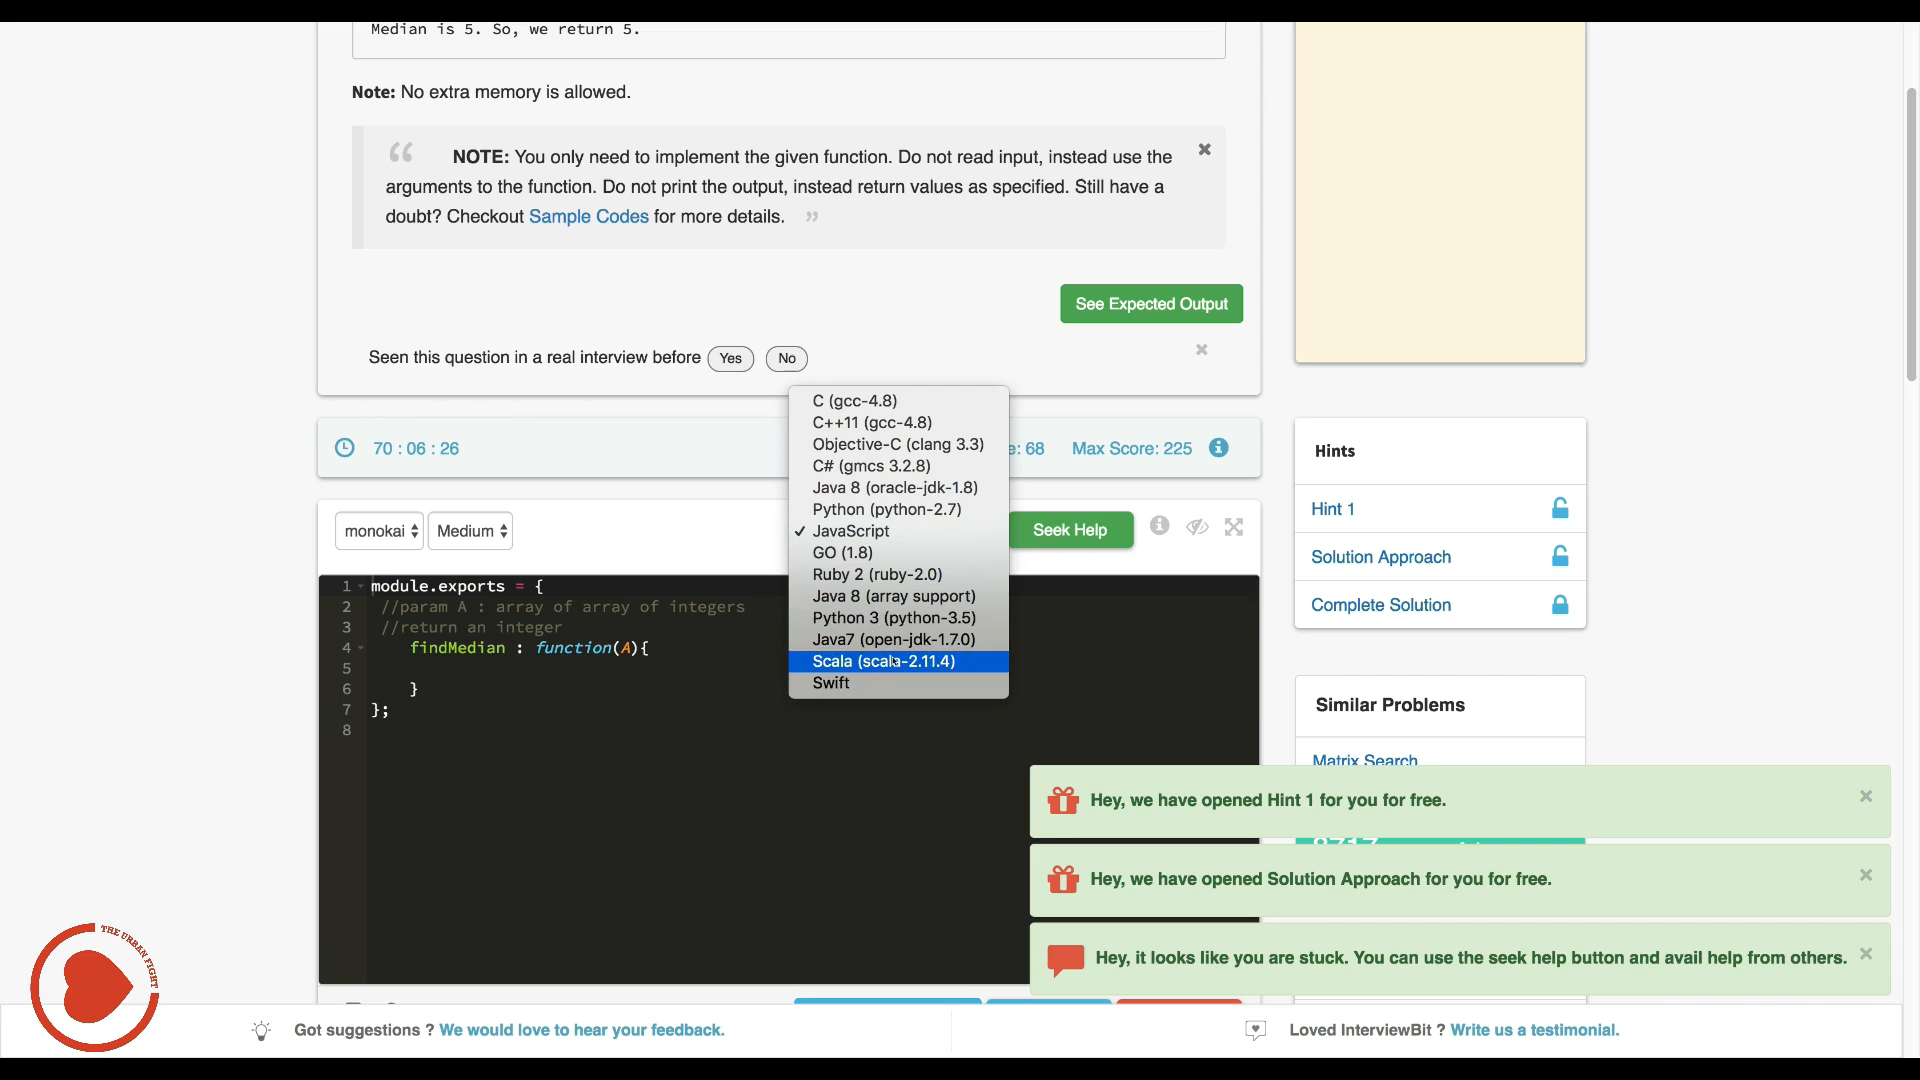 Median is 5. So, we return 5.
Note: No extra memory is allowed.
“ NOTE: You only need to implement the given function. Do not read input, instead use the
arguments to the function. Do not print the output, instead return values as specified. Still have a
doubt? Checkout Sample Codes for more details. ”
See Expected Output
Seen this question in a real interview before Yes No
70 : 06 : 26
e: 68 Max Score: 225
monokai Medium
C (gcc-4.8)
C++11 (gcc-4.8)
Objective-C (clang 3.3)
C# (gmcs 3.2.8)
Java 8 (oracle-jdk-1.8)
Python (python-2.7)
✓ JavaScript
GO (1.8)
Ruby 2 (ruby-2.0)
Java 8 (array support)
Python 3 (python-3.5)
Java7 (open-jdk-1.7.0)
Scala (scala-2.11.4)
Swift
Seek Help
1 module.exports = {
2 //param A : array of array of integers
3 //return an integer
4 findMedian : function(A){
5
6 }
7 };
8
Hints
Hint 1
Solution Approach
Complete Solution
Similar Problems
Matrix Search
Hey, we have opened Hint 1 for you for free.
Hey, we have opened Solution Approach for you for free.
Hey, it looks like you are stuck. You can use the seek help button and avail help from others.
THE URBAN FIGHT
Got suggestions ? We would love to hear your feedback.
Loved InterviewBit ? Write us a testimonial.